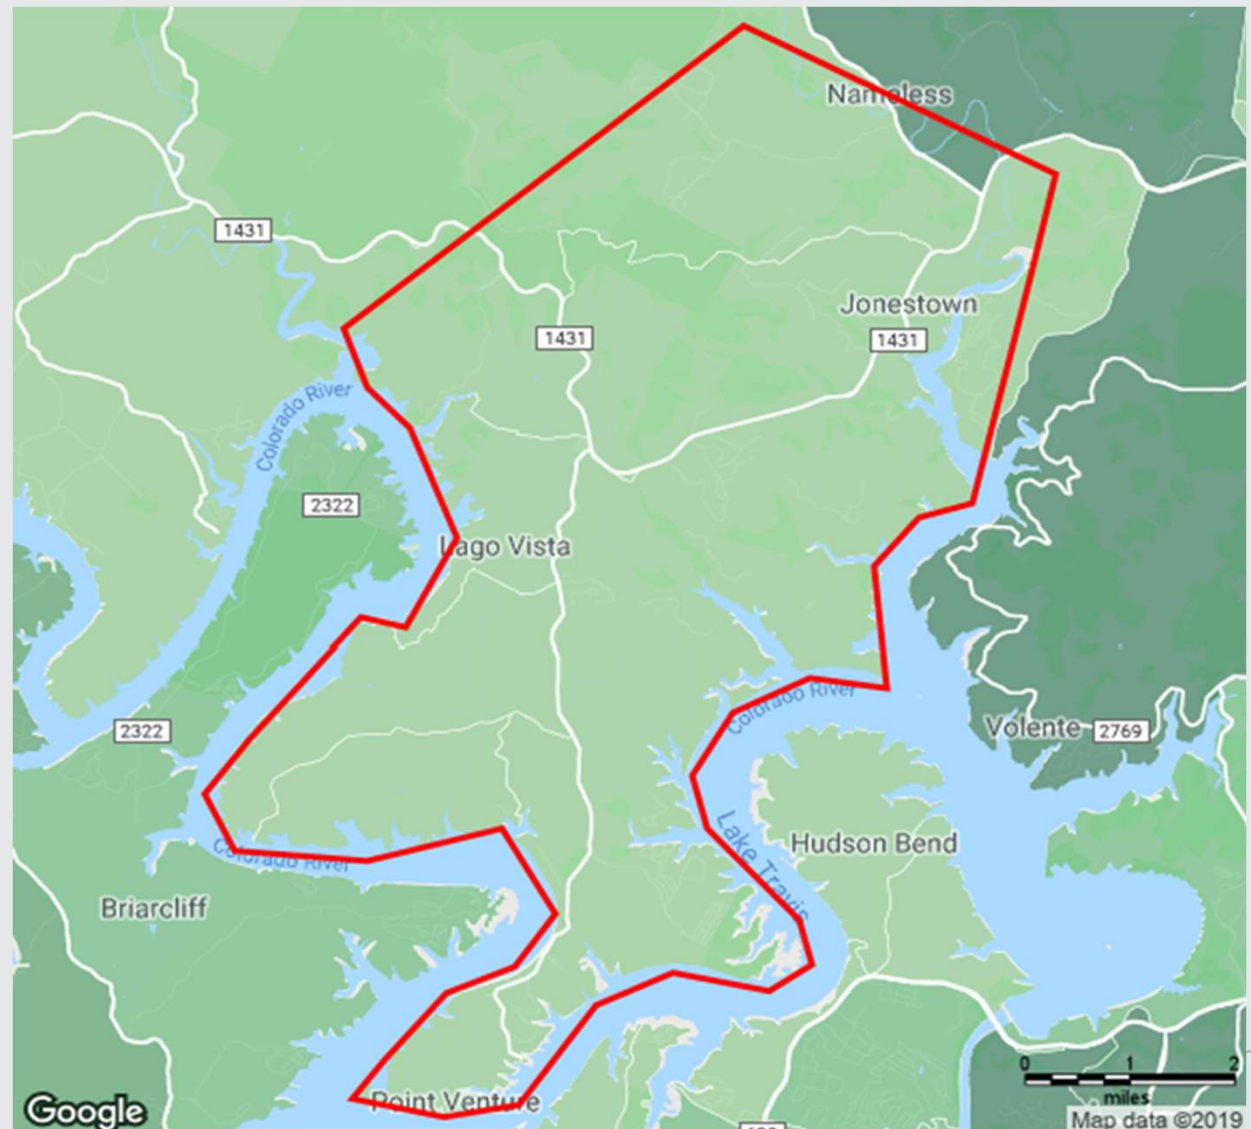 Nameless
1431
Jonestown
1431
1431
Colorado River
2322
Lago Vista
Colorado River
2322
Volente
2769
Lake Travis
Hudson Bend
Colorado River
Briarcliff
Point Venture
0 1 2
miles
Google
Map data ©2019